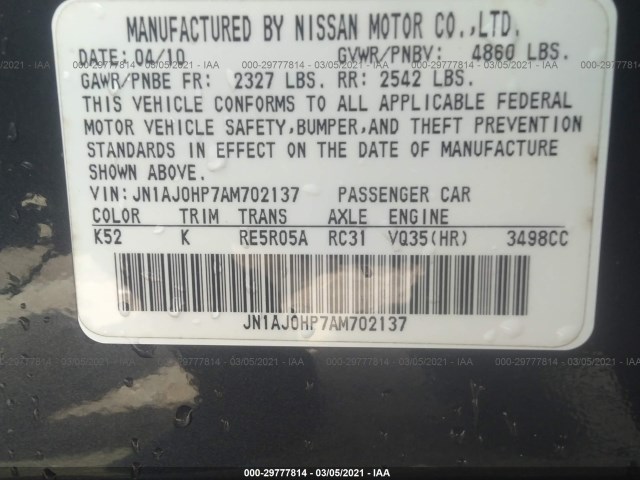 MANUFACTURED BY NISSAN MOTOR CO.,LTD.
DATE: 04/10 GVWR/PNBV: 4860 LBS.
GAWR/PNBE FR: 2327 LBS. RR: 2542 LBS.
THIS VEHICLE CONFORMS TO ALL APPLICABLE FEDERAL
MOTOR VEHICLE SAFETY,BUMPER,AND THEFT PREVENTION
STANDARDS IN EFFECT ON THE DATE OF MANUFACTURE
SHOWN ABOVE.
VIN:JN1AJ0HP7AM702137 PASSENGER CAR
COLOR TRIM TRANS AXLE ENGINE
K52 K RE5R05A RC31 VQ35(HR) 3498CC
JN1AJ0HP7AM702137
000-29777814 - 03/05/2021 - IAA